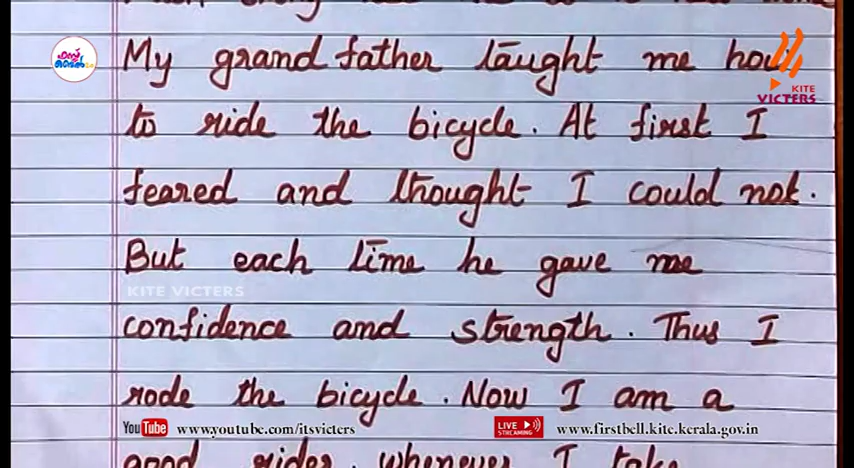 My grand father taught me how
to ride the bicycle. At first I
feared and thought I could not.
But each time he gave me
KITE VICTERS
confidence and strength. Thus I
rode the bicycle. Now I am a
good rider. whenever I take
KITE
VICTERS
YouTube www.youtube.com/itsvicters
LIVE
STREAMING
www.firstbell.kite.kerala.gov.in